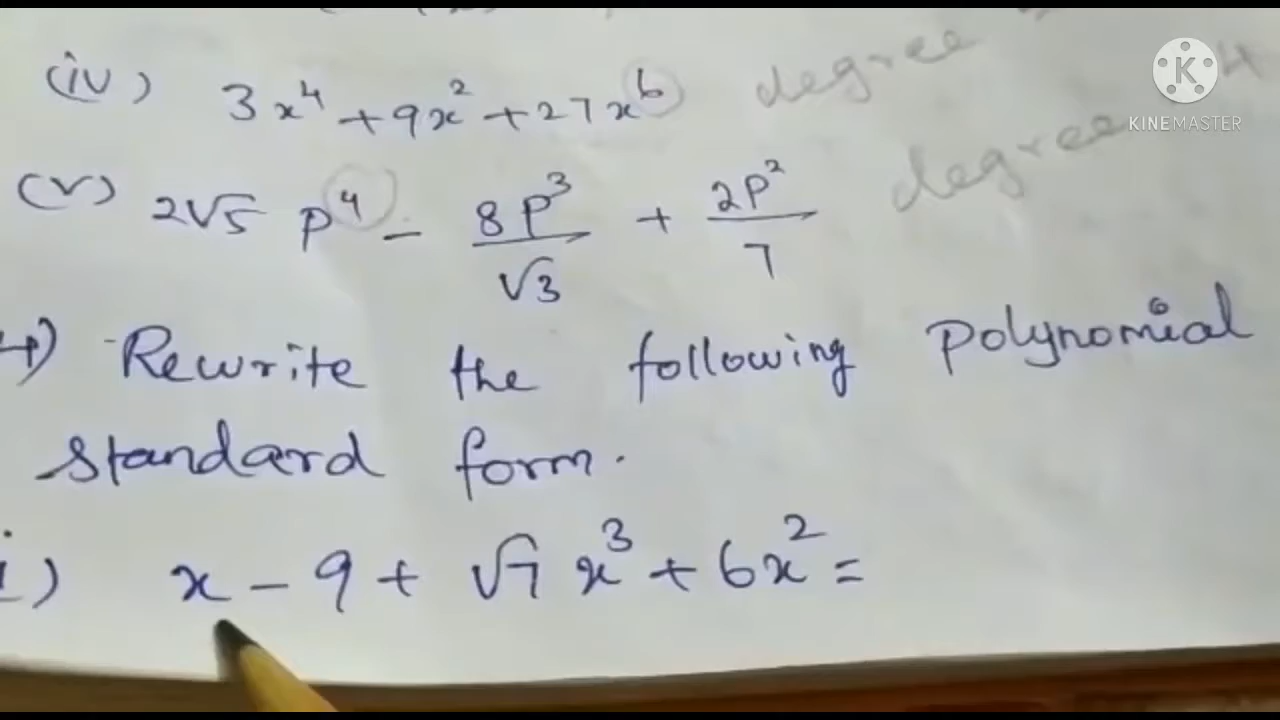 (iv) 3x⁴ + 9x² + 27x⁶ degree
(v) 2√5 p⁴ - 8p³/√3 + 2p²/7 degree 4
4) Rewrite the following polynomial
standard form.
i) x - 9 + √7 x³ + 6x² =
K
KINEMASTER